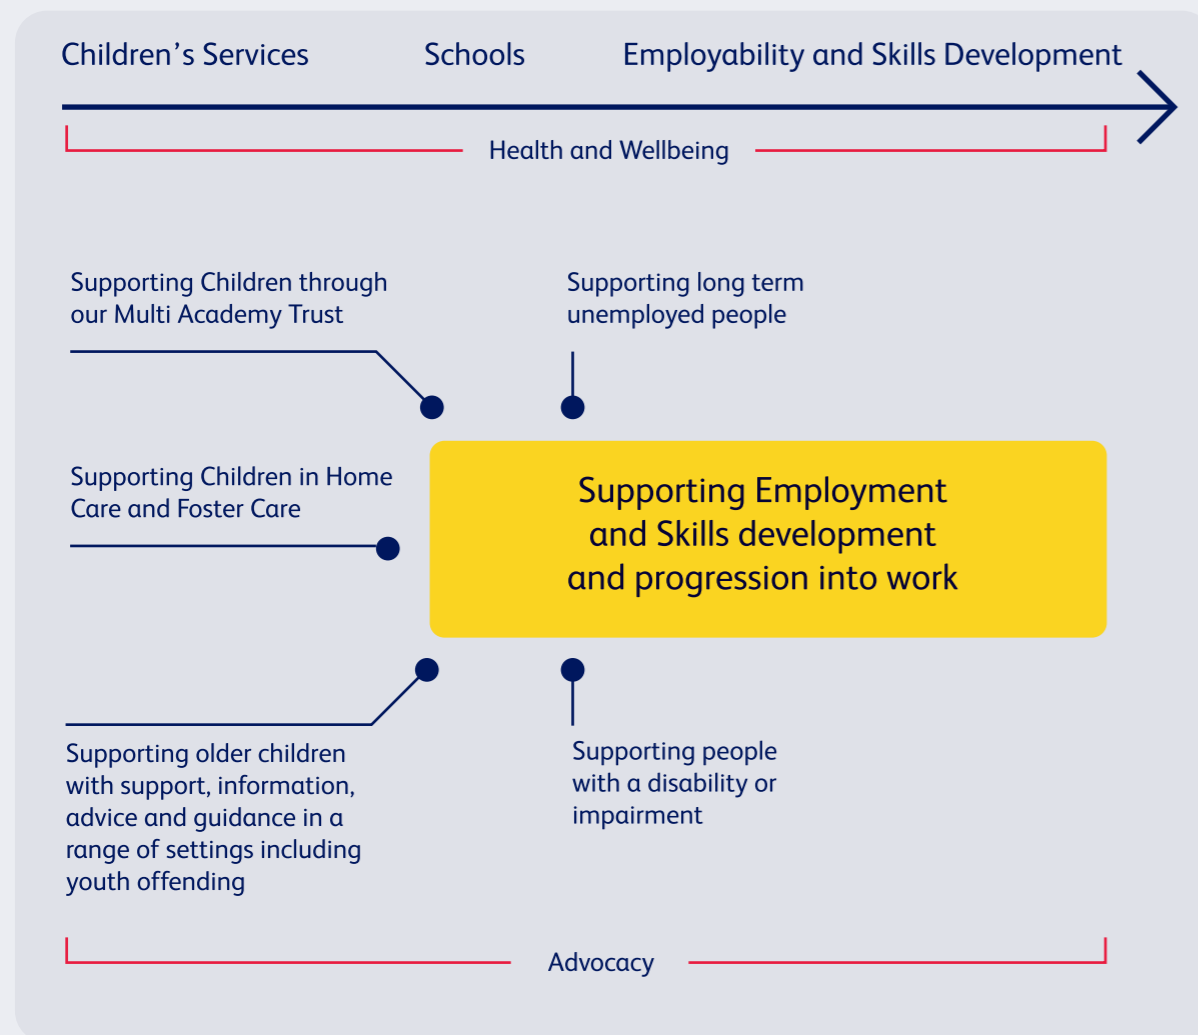 Children’s Services
Schools
Employability and Skills Development
Health and Wellbeing
Supporting Children through
our Multi Academy Trust
Supporting long term
unemployed people
Supporting Children in Home
Care and Foster Care
Supporting Employment
and Skills development
and progression into work
Supporting older children
with support, information,
advice and guidance in a
range of settings including
youth offending
Supporting people
with a disability or
impairment
Advocacy